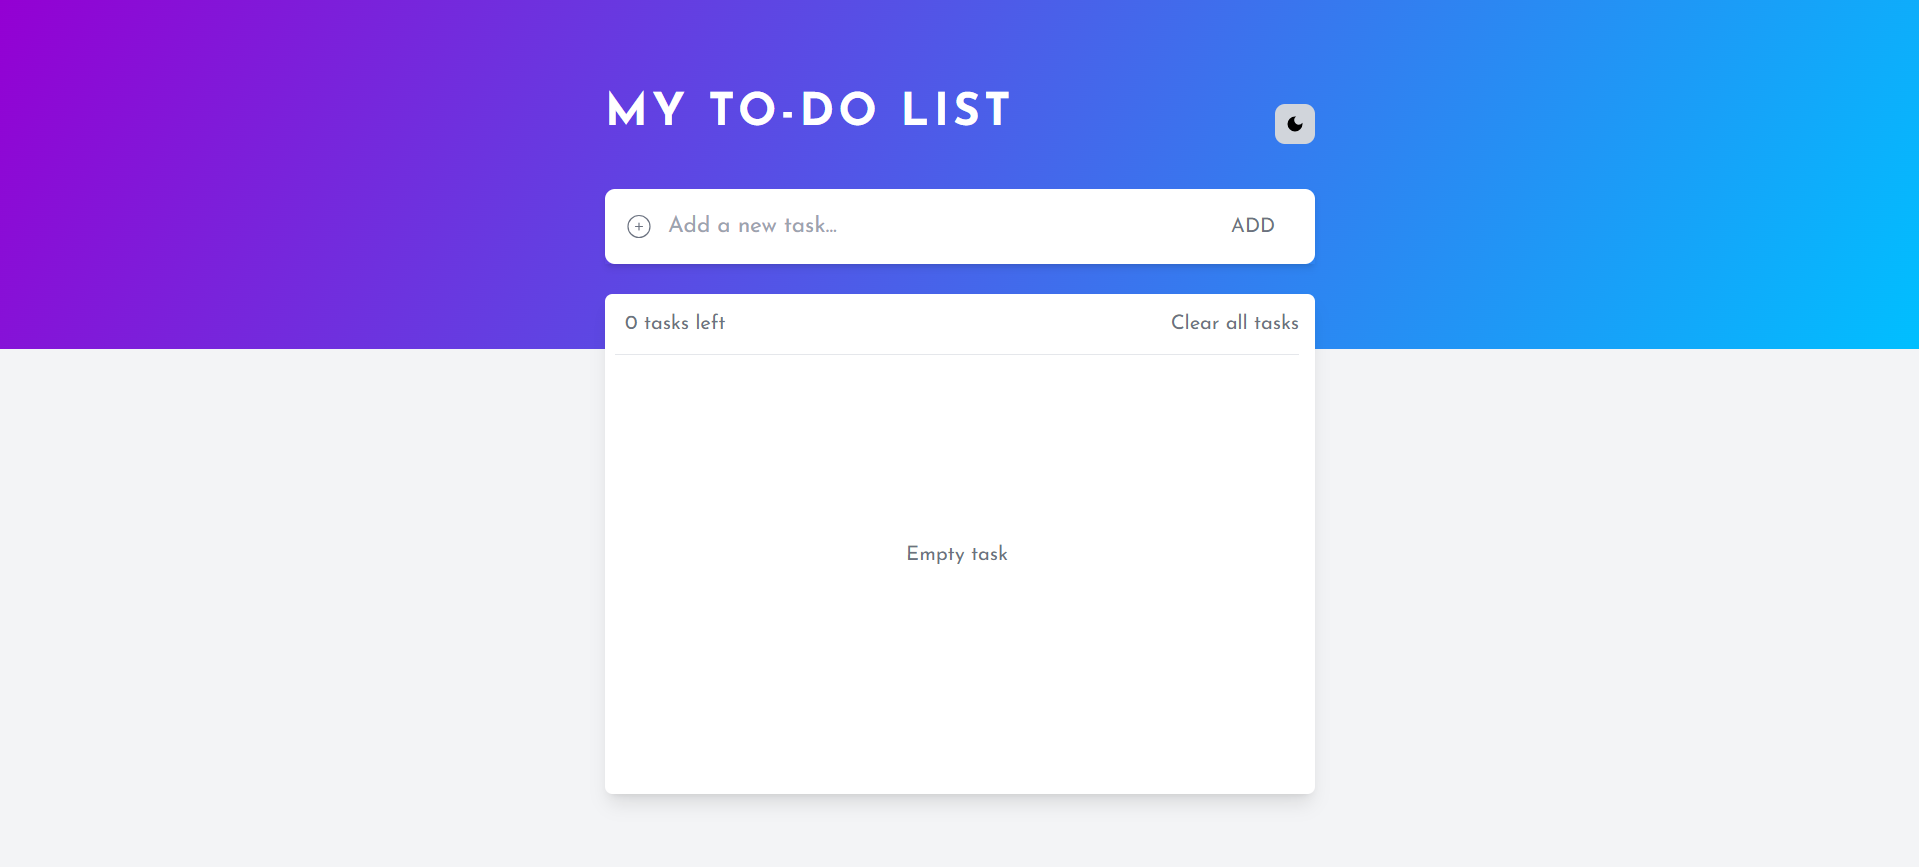 MY TO-DO LIST
Add a new task...
ADD
0 tasks left
Clear all tasks
Empty task